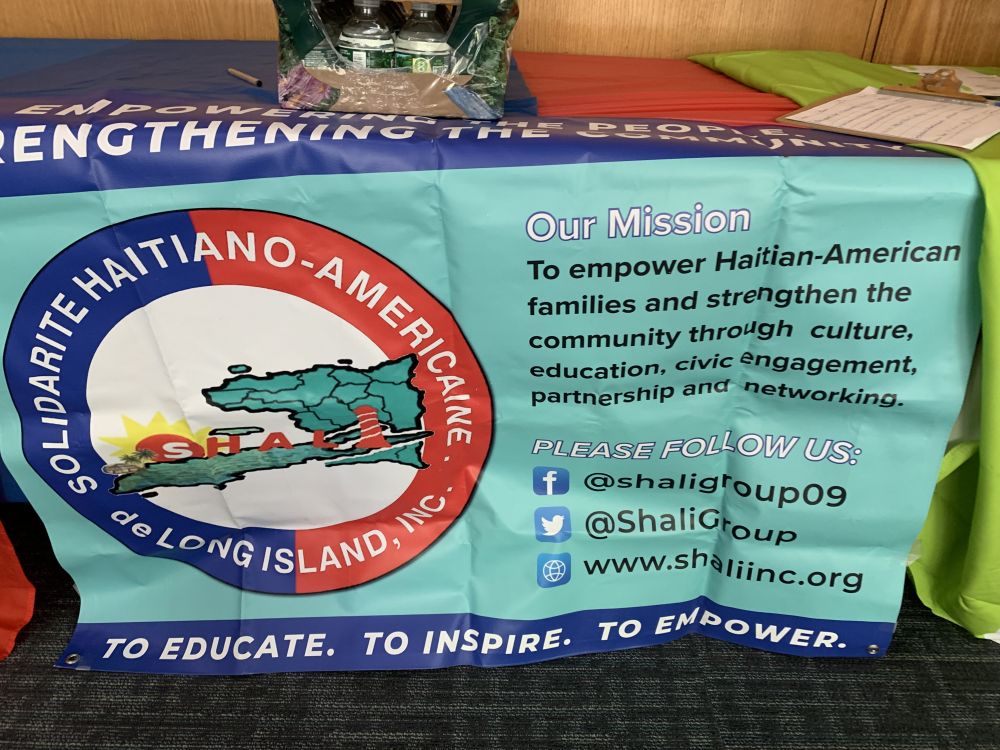 EMPOWERING THE PEOPLE
RENGTHENING THE COMMUNIT
SOLIDARITE HAITIANO-AMERICAINE.
de LONG ISLAND, INC.
SHALI
Our Mission
To empower Haitian-American
families and strengthen the
community through culture,
education, civic engagement,
partnership and networking.
PLEASE FOLLOW US:
@shaligroup09
@ShaliGroup
www.shaliinc.org
TO EDUCATE. TO INSPIRE. TO EMPOWER.